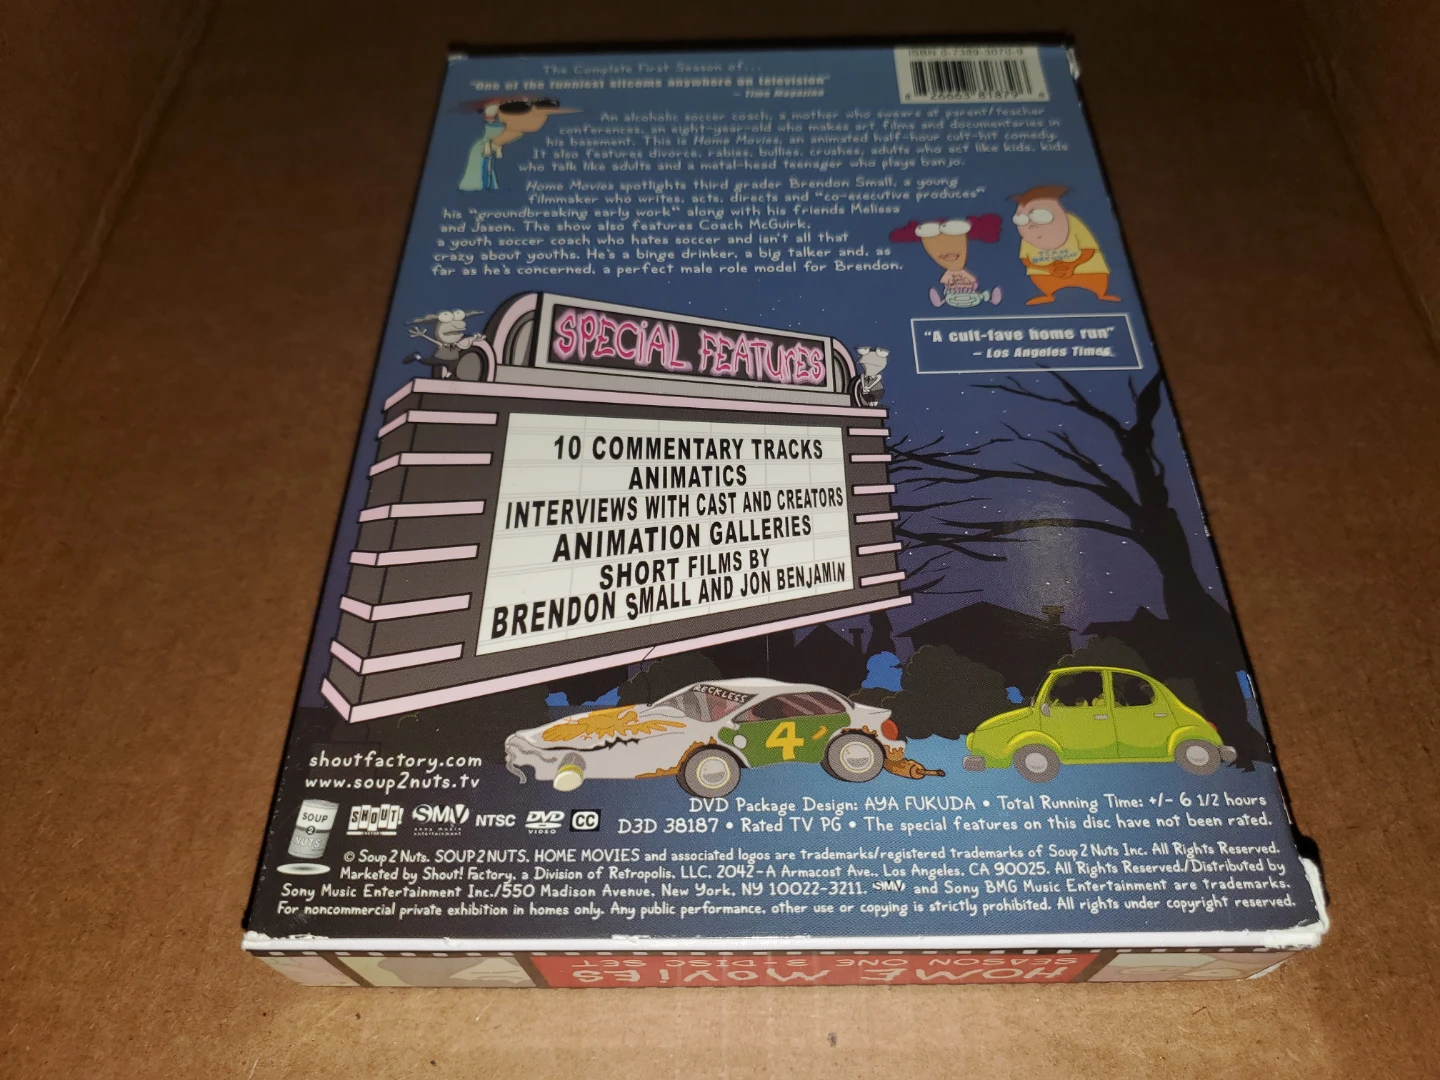 The Complete First Season of...
"One of the funniest sitcoms anywhere on television"
– Time Magazine
ISBN 0-7389-3070-9
An alcoholic soccer coach, a mother who swears at parent/teacher
conferences, an eight-year-old who makes art films and documentaries in
his basement. This is Home Movies, an animated half-hour cult-hit comedy.
It also features divorce, rabies, bullies, crushes, adults who act like kids, kids
who talk like adults and a metal-head teenager who plays banjo.
Home Movies spotlights third grader Brendon Small, a young
filmmaker who writes, acts, directs and "co-executive produces"
his "groundbreaking early work" along with his friends Melissa
and Jason. The show also features Coach McGuirk,
a youth soccer coach who hates soccer and isn't all that
crazy about youths. He's a binge drinker, a big talker and, as
far as he's concerned, a perfect male role model for Brendon.
TEAM
BRENDON
"A cult-fave home run"
– Los Angeles Times.
SPECIAL FEATURES
10 COMMENTARY TRACKS
ANIMATICS
INTERVIEWS WITH CAST AND CREATORS
ANIMATION GALLERIES
SHORT FILMS BY
BRENDON SMALL AND JON BENJAMIN
RECKLESS
4
shoutfactory.com
www.soup2nuts.tv
SOUP
2
NUTS
SHOUT!
FACTORY
SMV
sony music
entertainment
NTSC
DVD
VIDEO
CC
DVD Package Design: AYA FUKUDA • Total Running Time: +/- 6 1/2 hours
D3D 38187 • Rated TV PG • The special features on this disc have not been rated.
© Soup 2 Nuts. SOUP2NUTS, HOME MOVIES and associated logos are trademarks/registered trademarks of Soup 2 Nuts Inc. All Rights Reserved.
Marketed by Shout! Factory, a Division of Retropolis, LLC, 2042-A Armacost Ave., Los Angeles, CA 90025. All Rights Reserved./Distributed by
Sony Music Entertainment Inc./550 Madison Avenue, New York, NY 10022-3211. SMV and Sony BMG Music Entertainment are trademarks.
For noncommercial private exhibition in homes only. Any public performance, other use or copying is strictly prohibited. All rights under copyright reserved.
HOME MOVIES
SEASON ONE 3-DISC SET